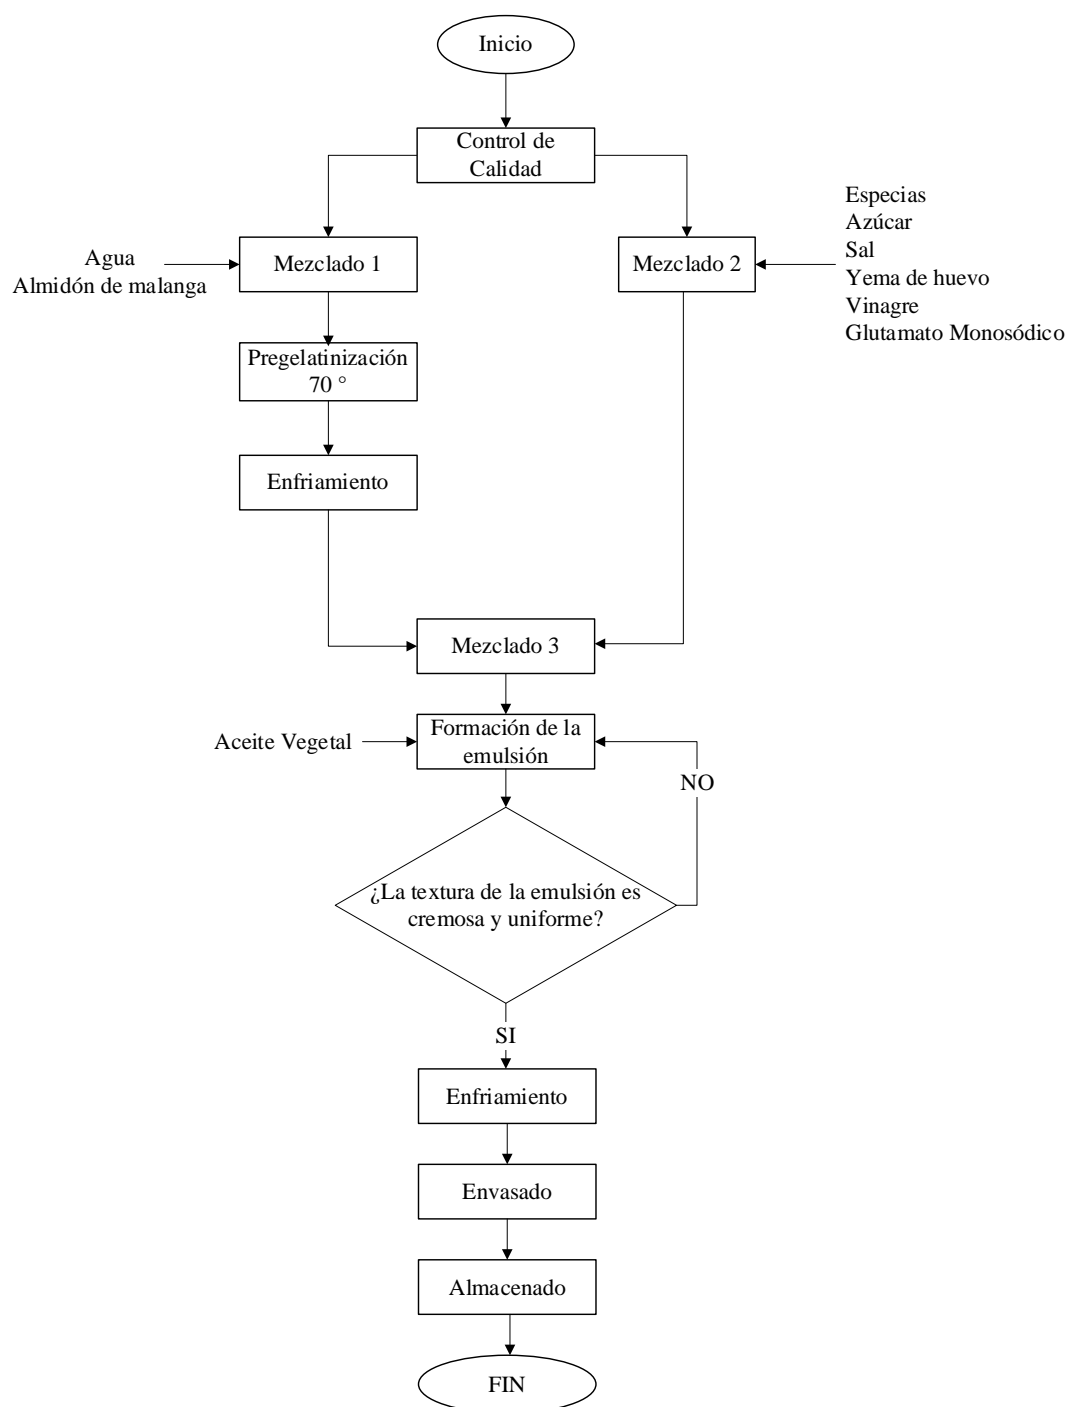 Inicio
Control de
Calidad
Especias
Azúcar
Sal
Yema de huevo
Vinagre
Glutamato Monosódico
Agua
Almidón de malanga
Mezclado 1
Mezclado 2
Pregelatinización
70 °
Enfriamiento
Mezclado 3
Aceite Vegetal
Formación de la
emulsión
NO
¿La textura de la emulsión es
cremosa y uniforme?
SI
Enfriamiento
Envasado
Almacenado
FIN